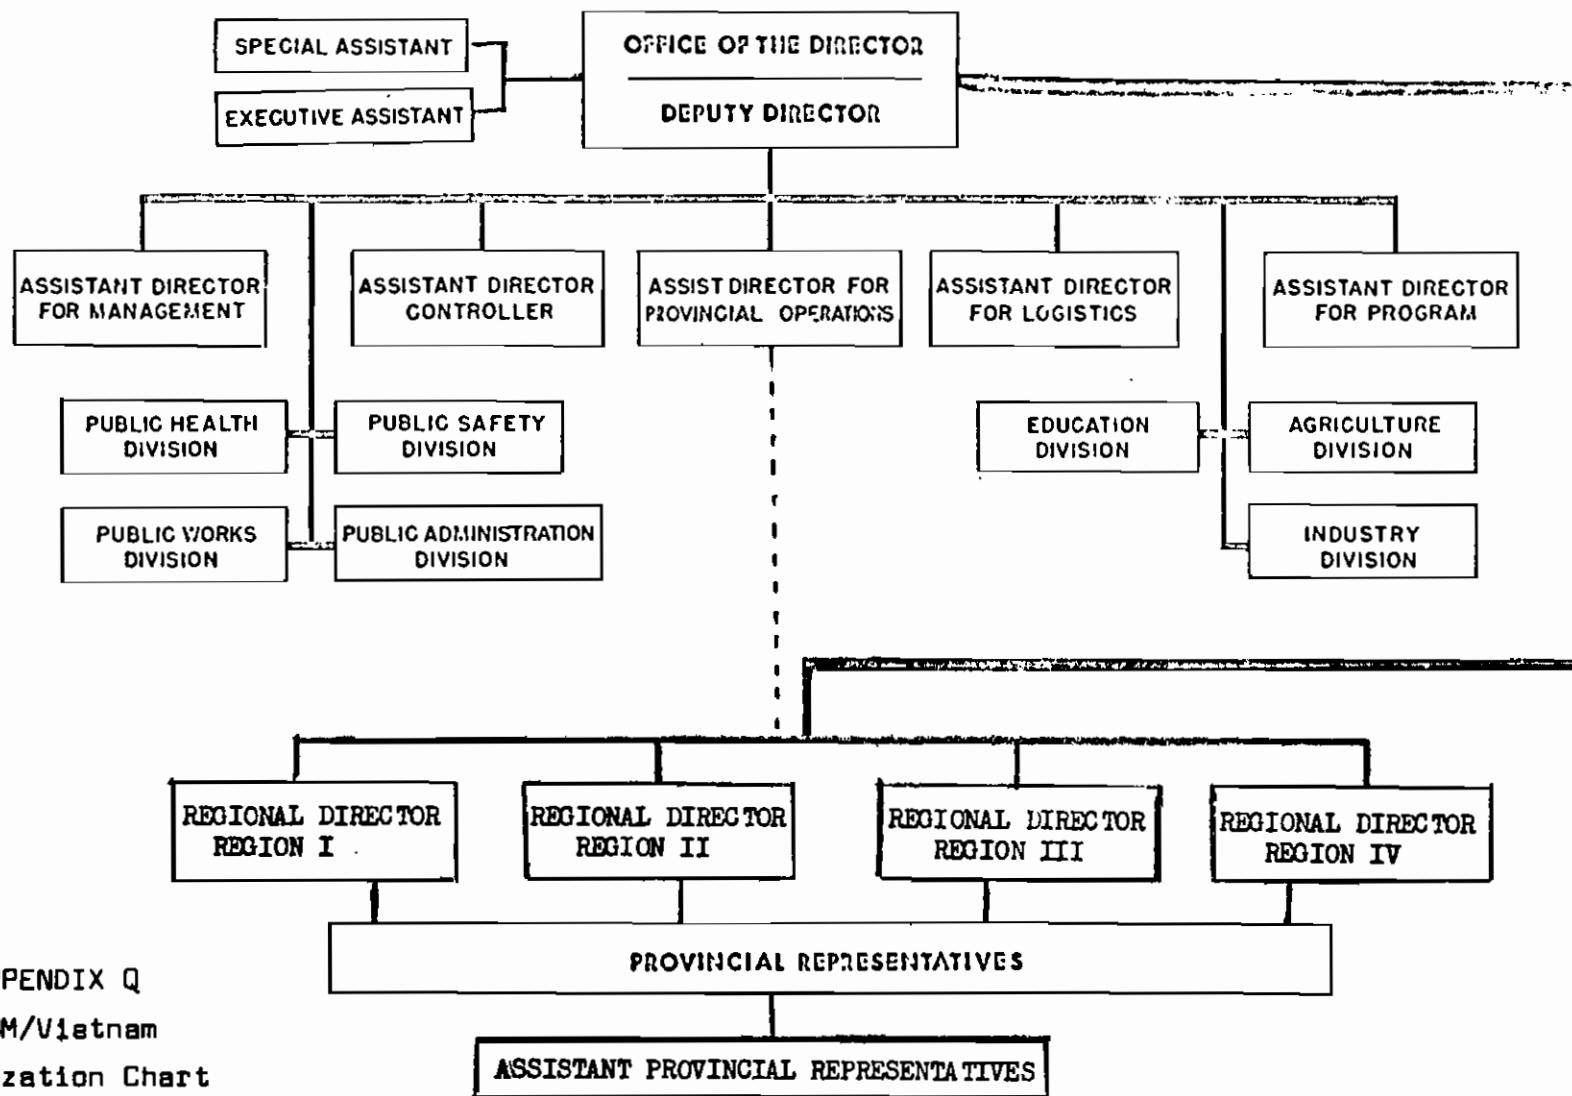 SPECIAL ASSISTANT
EXECUTIVE ASSISTANT
OFFICE OF THE DIRECTOR
DEPUTY DIRECTOR
ASSISTANT DIRECTOR
FOR MANAGEMENT
ASSISTANT DIRECTOR
CONTROLLER
ASSIST DIRECTOR FOR
PROVINCIAL OPERATIONS
ASSISTANT DIRECTOR
FOR LOGISTICS
ASSISTANT DIRECTOR
FOR PROGRAM
PUBLIC HEALTH
DIVISION
PUBLIC SAFETY
DIVISION
EDUCATION
DIVISION
AGRICULTURE
DIVISION
PUBLIC WORKS
DIVISION
PUBLIC ADMINISTRATION
DIVISION
INDUSTRY
DIVISION
REGIONAL DIRECTOR
REGION I
REGIONAL DIRECTOR
REGION II
REGIONAL DIRECTOR
REGION III
REGIONAL DIRECTOR
REGION IV
PROVINCIAL REPRESENTATIVES
ASSISTANT PROVINCIAL REPRESENTATIVES
PENDIX Q
M/Vietnam
zation Chart